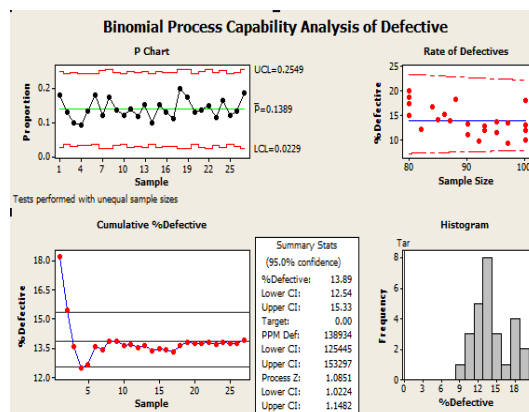 Binomial Process Capability Analysis of Defective
P Chart
Proportion
0.2
0.1
0.0
UCL=0.2549
P=0.1389
LCL=0.0229
1 4 7 10 13 16 19 22 25
Sample
Tests performed with unequal sample sizes
Rate of Defectives
%Defective
25
20
15
10
80 90 100
Sample Size
Cumulative %Defective
%Defective
18.0
16.5
15.0
13.5
12.0
5 10 15 20 25
Sample
Summary Stats
(95.0% confidence)
%Defective: 13.89
Lower CI: 12.54
Upper CI: 15.33
Target: 0.00
PPM Def: 138934
Lower CI: 125445
Upper CI: 153297
Process Z: 1.0851
Lower CI: 1.0224
Upper CI: 1.1482
Histogram
Tar
Frequency
8
6
4
2
0
0 3 6 9 12 15 18
%Defective